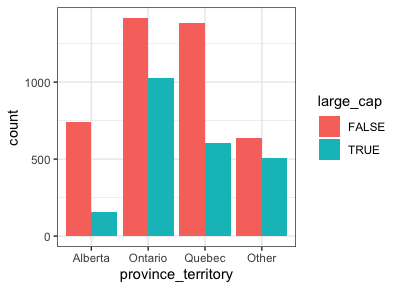 1000
500
0
count
Alberta Ontario Quebec Other
province_territory
large_cap
FALSE
TRUE